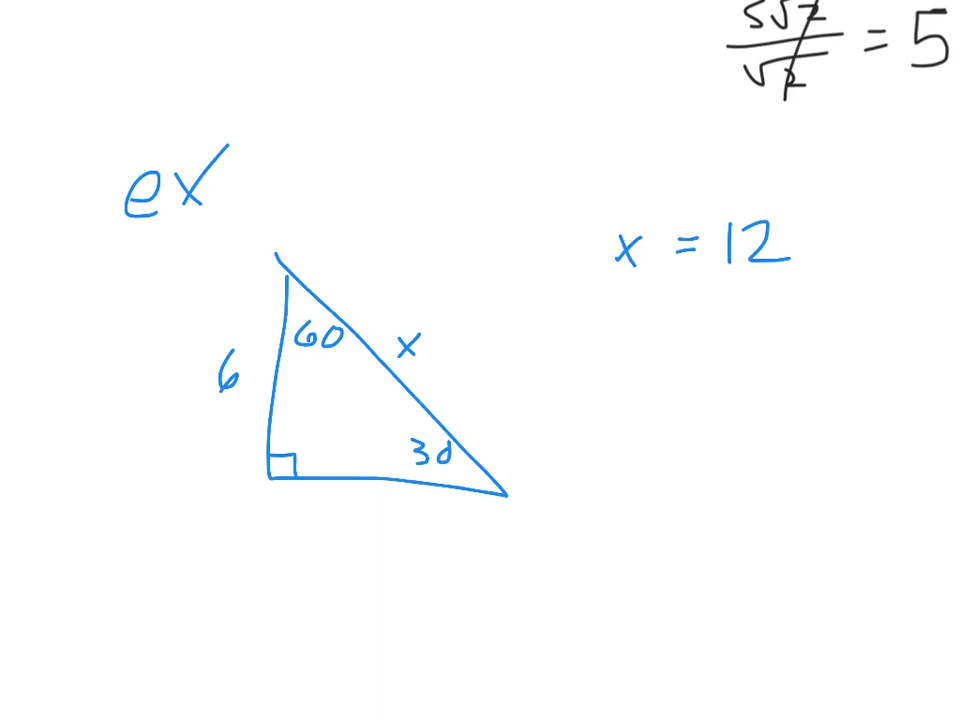 5√2
√2
= 5
ex
x = 12
60
x
6
30